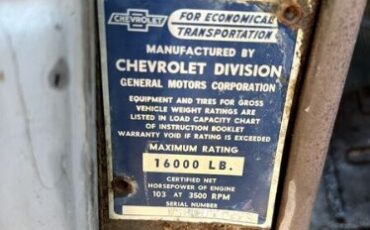 CHEVROLET
FOR ECONOMICAL
TRANSPORTATION
MANUFACTURED BY
CHEVROLET DIVISION
GENERAL MOTORS CORPORATION
EQUIPMENT AND TIRES FOR GROSS
VEHICLE WEIGHT RATINGS ARE
LISTED IN LOAD CAPACITY CHART
OF INSTRUCTION BOOKLET
WARRANTY VOID IF RATING IS EXCEEDED
MAXIMUM RATING
16000 LB.
CERTIFIED NET
HORSEPOWER OF ENGINE
103 AT 3500 RPM
SERIAL NUMBER